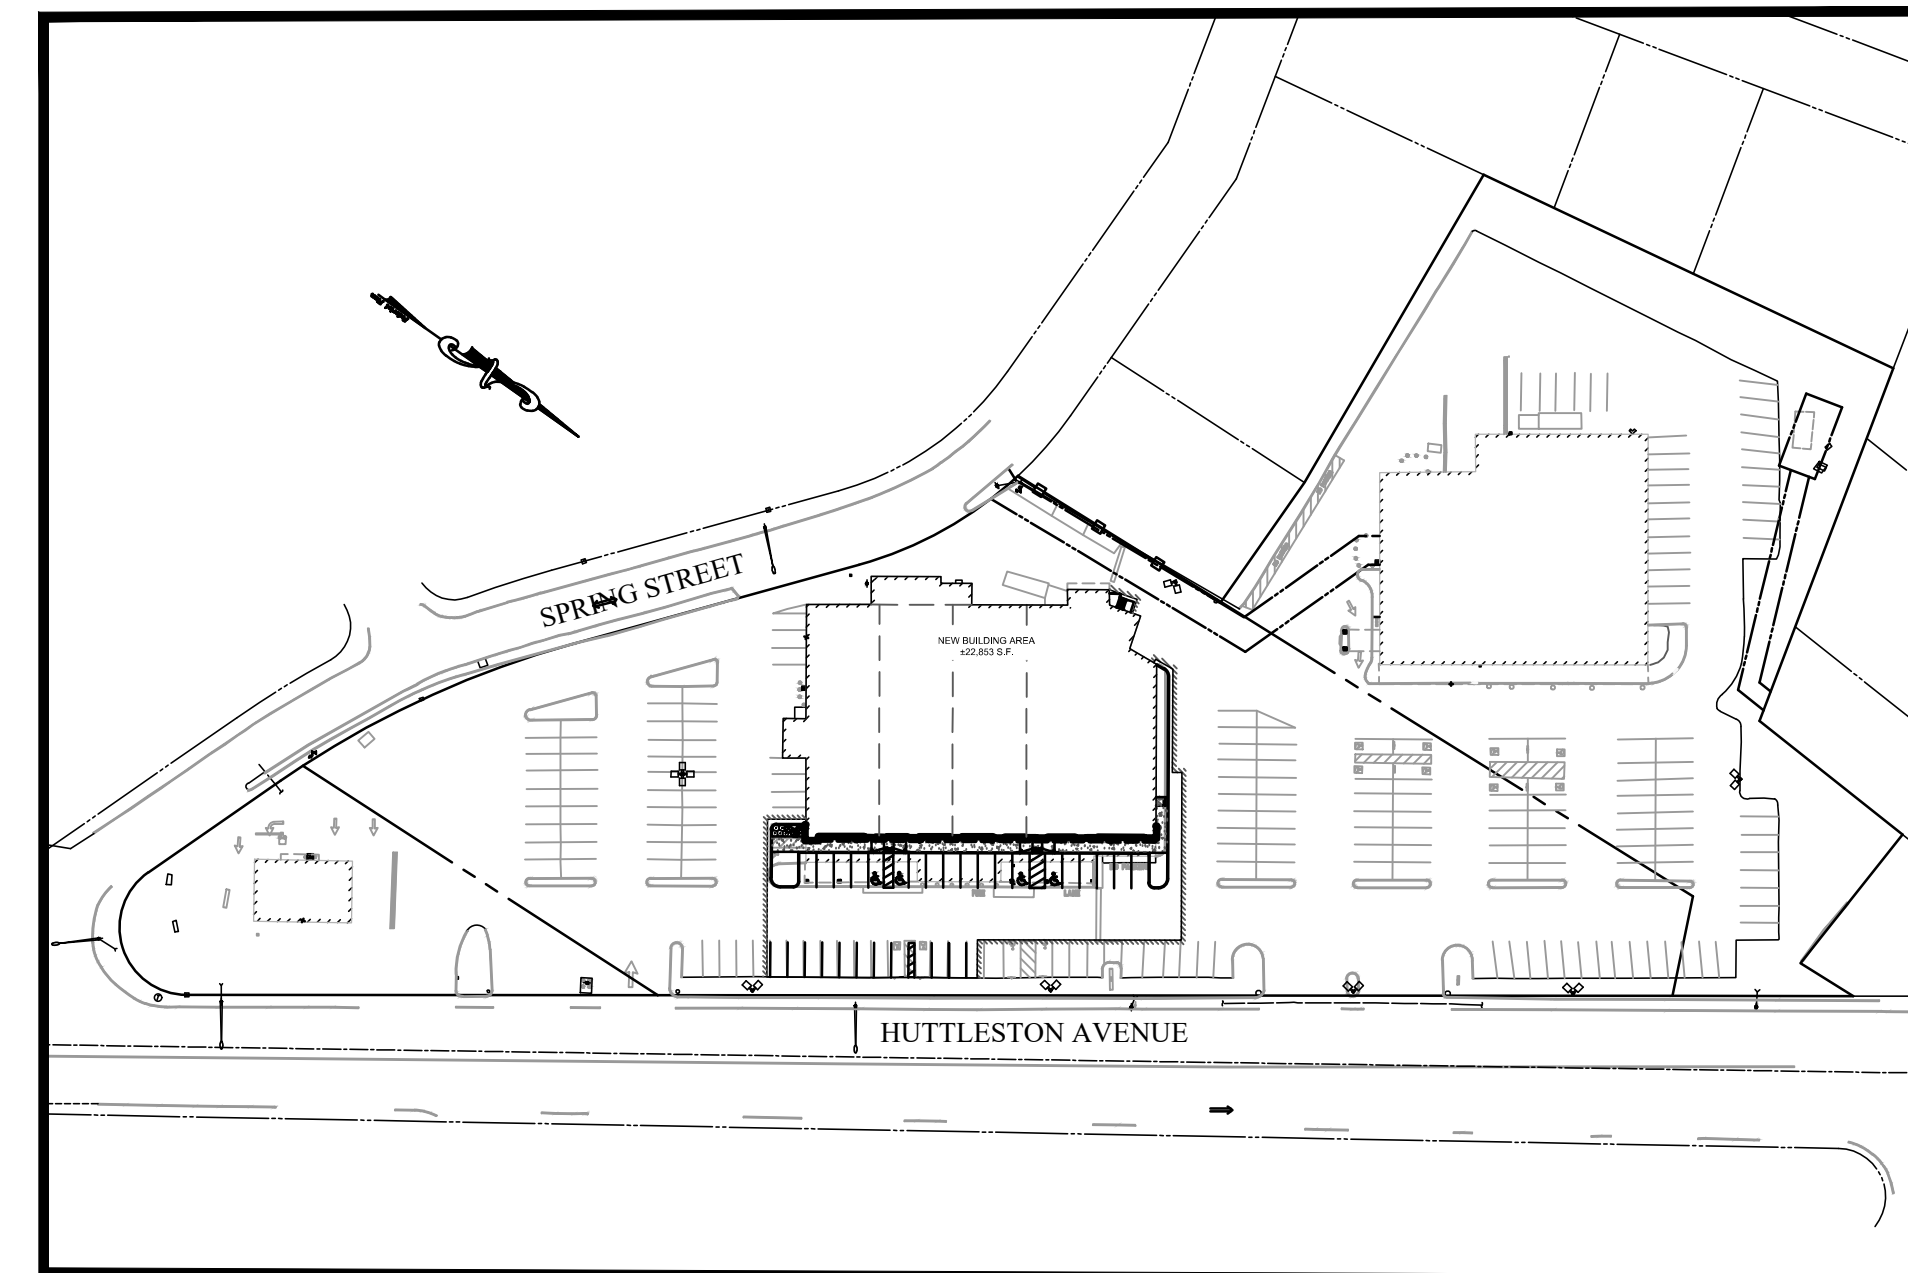 SPRING STREET
NEW BUILDING AREA
±22,853 S.F.
HUTTLESTON AVENUE